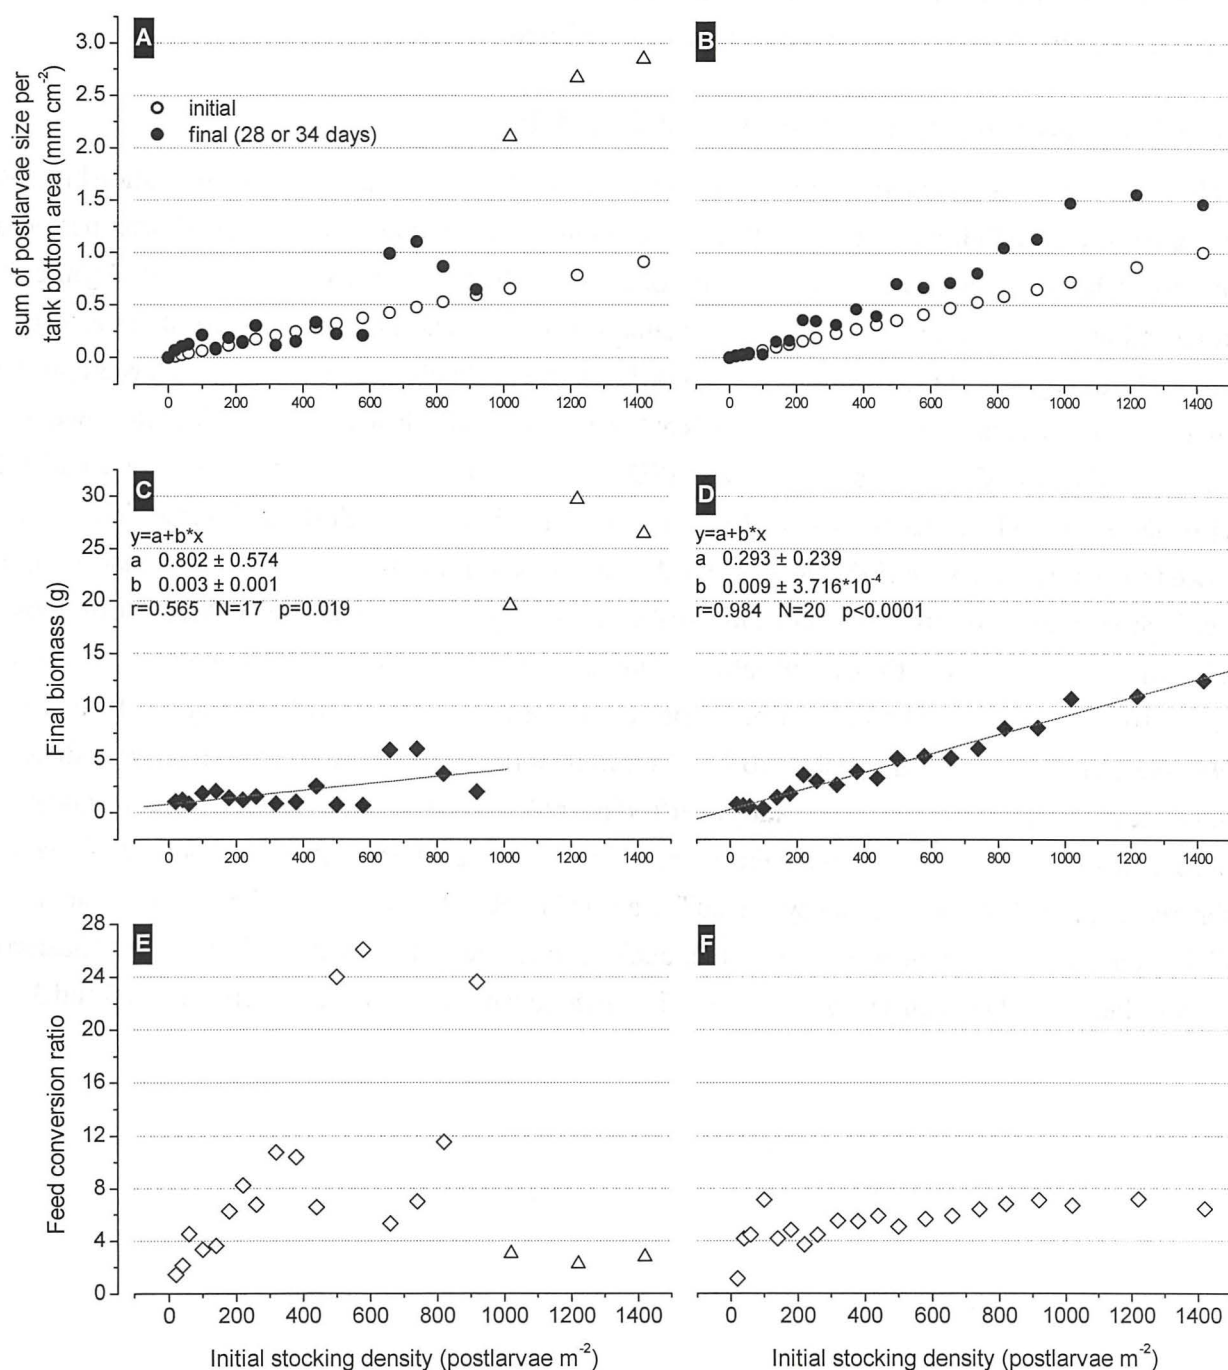 A
B
sum of postlarvae size per
tank bottom area (mm cm⁻²)
3.0
2.5
2.0
1.5
1.0
0.5
0.0
initial
final (28 or 34 days)
0 200 400 600 800 1000 1200 1400
0 200 400 600 800 1000 1200 1400
C
D
Final biomass (g)
30
25
20
15
10
5
0
y=a+b*x
a 0.802 ± 0.574
b 0.003 ± 0.001
r=0.565 N=17 p=0.019
y=a+b*x
a 0.293 ± 0.239
b 0.009 ± 3.716*10⁻⁴
r=0.984 N=20 p<0.0001
0 200 400 600 800 1000 1200 1400
0 200 400 600 800 1000 1200 1400
E
F
Feed conversion ratio
28
24
20
16
12
8
4
0
0 200 400 600 800 1000 1200 1400
0 200 400 600 800 1000 1200 1400
Initial stocking density (postlarvae m⁻²)
Initial stocking density (postlarvae m⁻²)